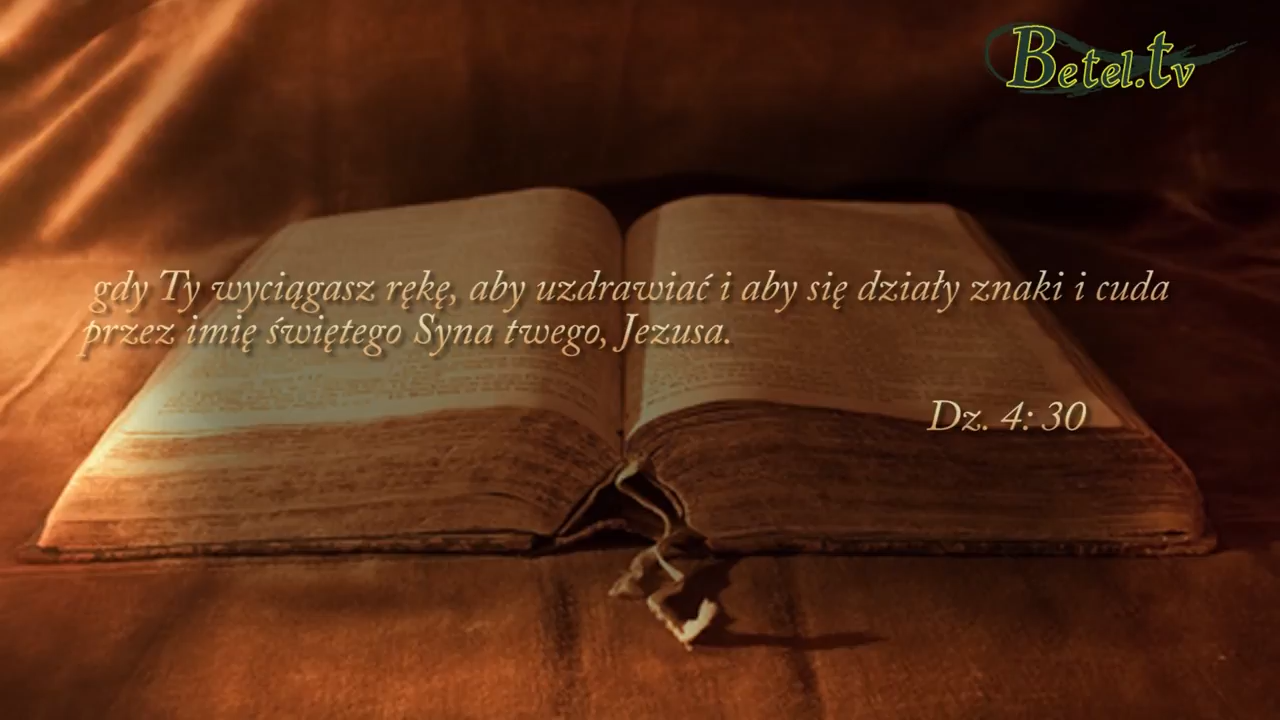 Betel.tv
gdy Ty wyciągasz rękę, aby uzdrawiać i aby się działy znaki i cuda
przez imię świętego Syna twego, Jezusa.
Dz. 4: 30